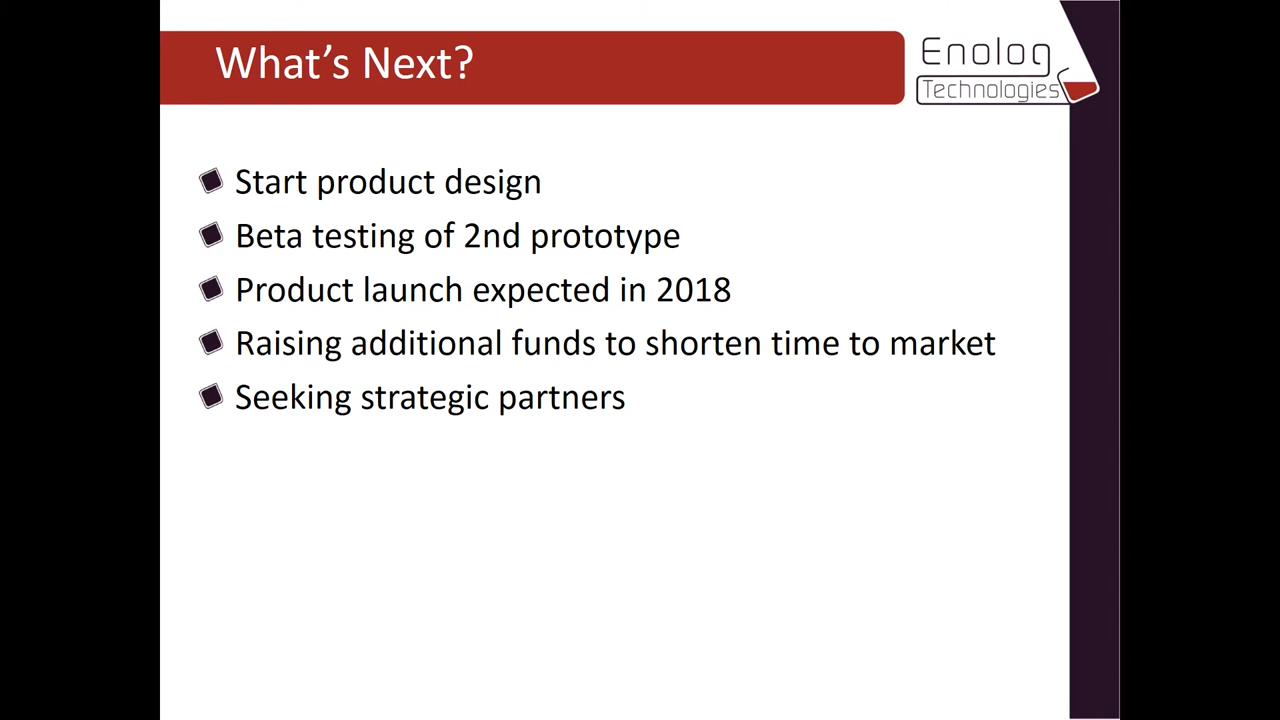 What's Next?
Enolog
Technologies
Start product design
Beta testing of 2nd prototype
Product launch expected in 2018
Raising additional funds to shorten time to market
Seeking strategic partners